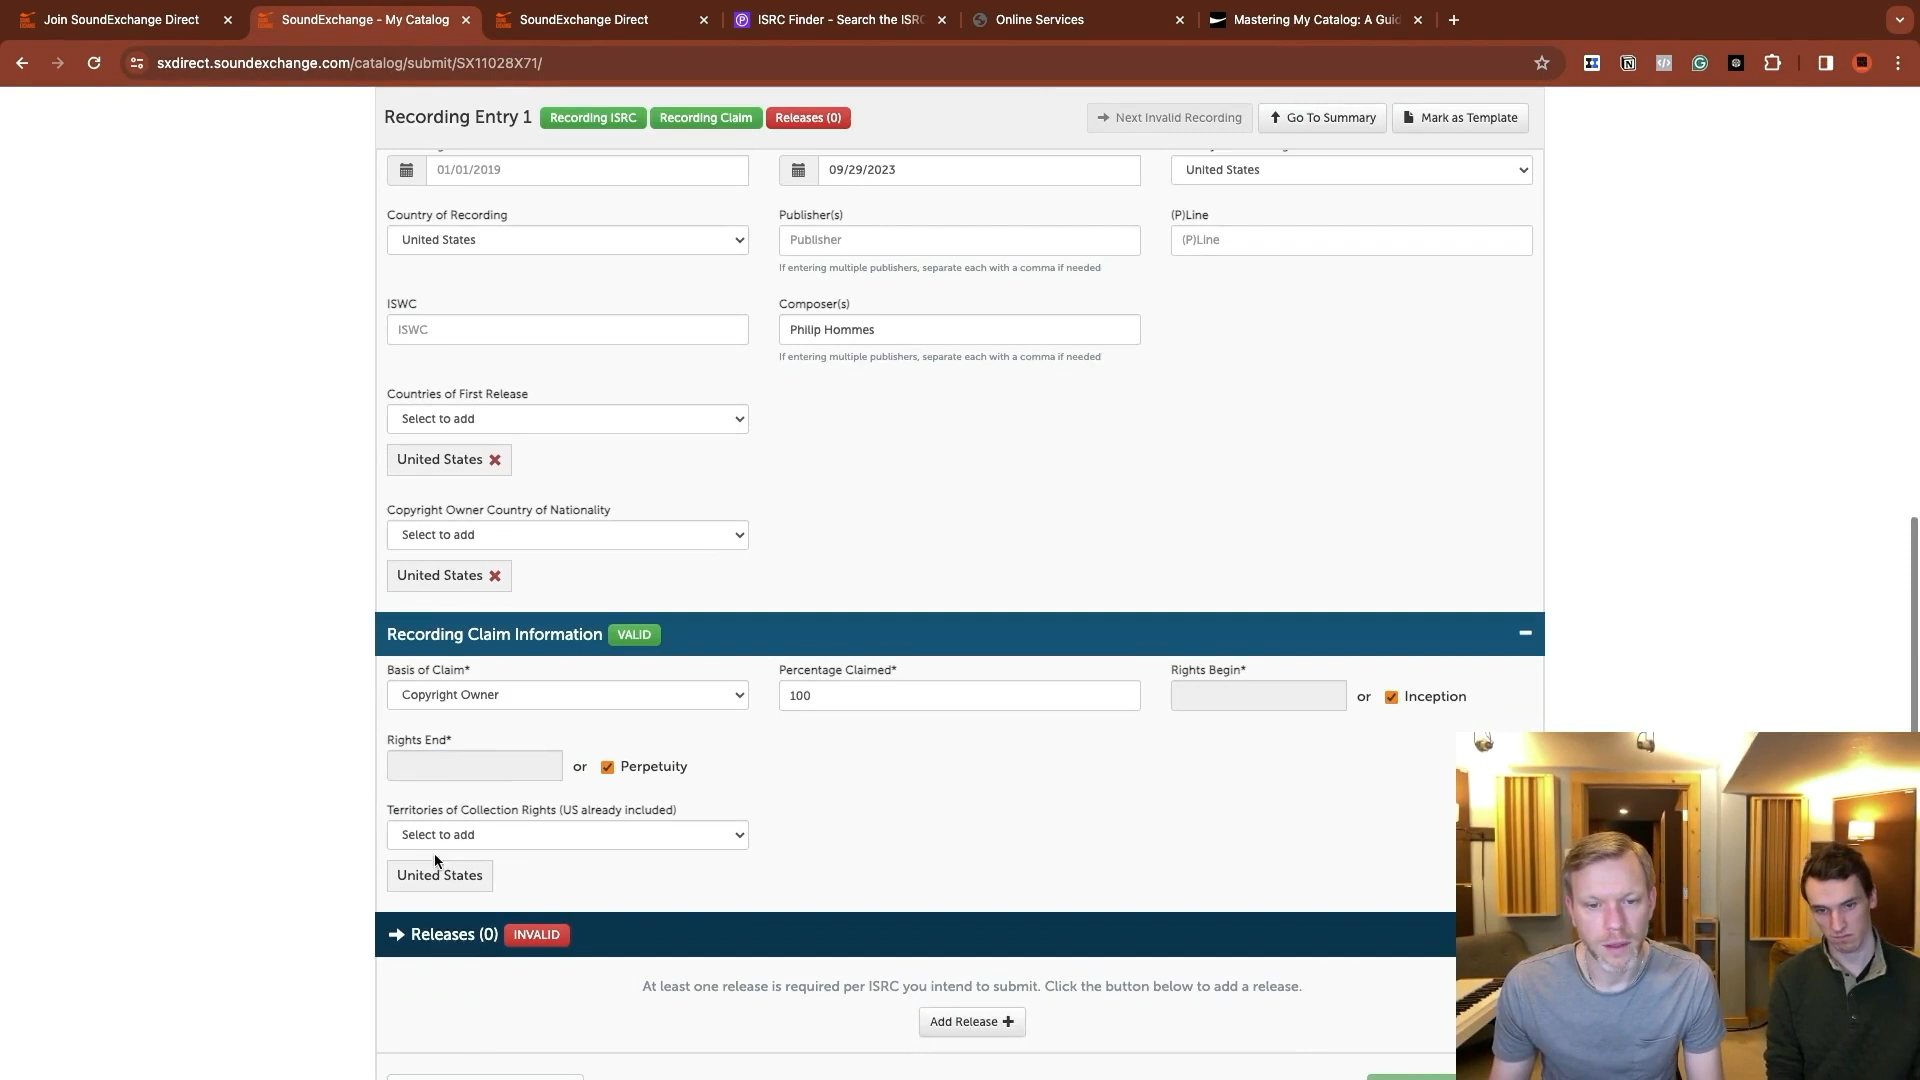 Join SoundExchange Direct
SoundExchange - My Catalog
SoundExchange Direct
ISRC Finder - Search the ISRC
Online Services
Mastering My Catalog: A Guid
sxdirect.soundexchange.com/catalog/submit/SX11028X71/
Recording Entry 1 Recording ISRC Recording Claim Releases (0) Next Invalid Recording Go To Summary Mark as Template
01/01/2019 09/29/2023 United States
Country of Recording Publisher(s) (P)Line
United States Publisher (P)Line
If entering multiple publishers, separate each with a comma if needed
ISWC Composer(s)
ISWC Philip Hommes
If entering multiple publishers, separate each with a comma if needed
Countries of First Release
Select to add
United States
Copyright Owner Country of Nationality
Select to add
United States
Recording Claim Information VALID
Basis of Claim* Percentage Claimed* Rights Begin*
Copyright Owner 100 or Inception
Rights End*
or Perpetuity
Territories of Collection Rights (US already included)
Select to add
United States
Releases (0) INVALID
At least one release is required per ISRC you intend to submit. Click the button below to add a release.
Add Release